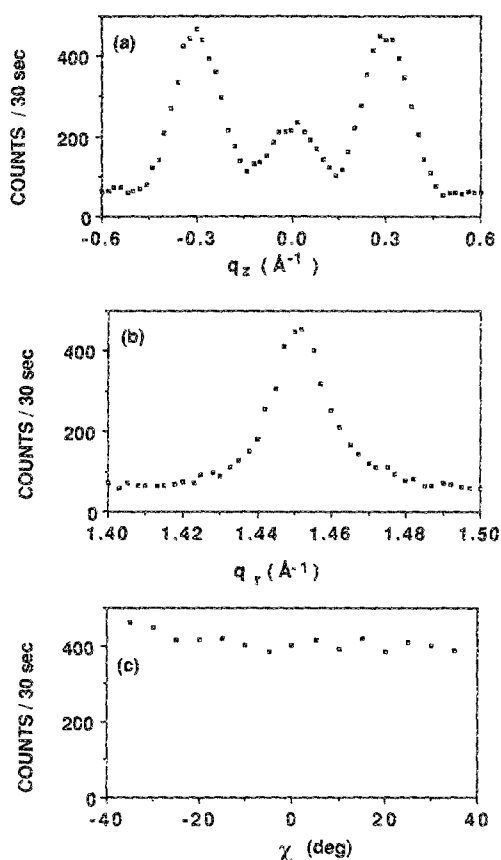 (a)
COUNTS / 30 sec
400
200
0
-0.6 -0.3 0.0 0.3 0.6
q_z (Å⁻¹)
(b)
COUNTS / 30 sec
400
200
0
1.40 1.42 1.44 1.46 1.48 1.50
q_r (Å⁻¹)
(c)
COUNTS / 30 sec
400
200
0
-40 -20 0 20 40
χ (deg)